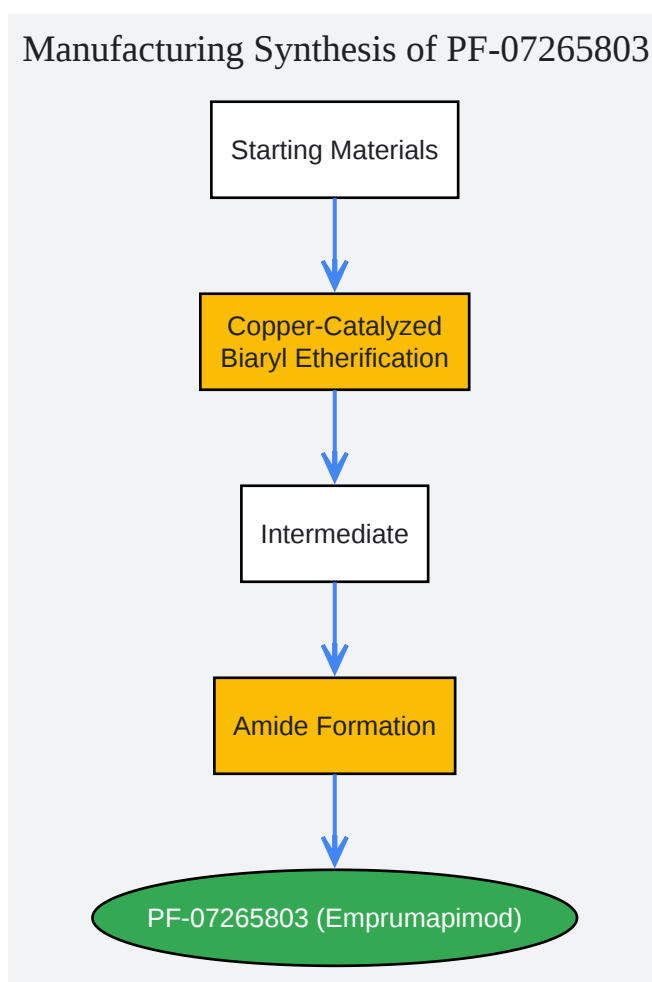 Manufacturing Synthesis of PF-07265803
Starting Materials
Copper-Catalyzed
Biaryl Etherification
Intermediate
Amide Formation
PF-07265803 (Emprumapimod)